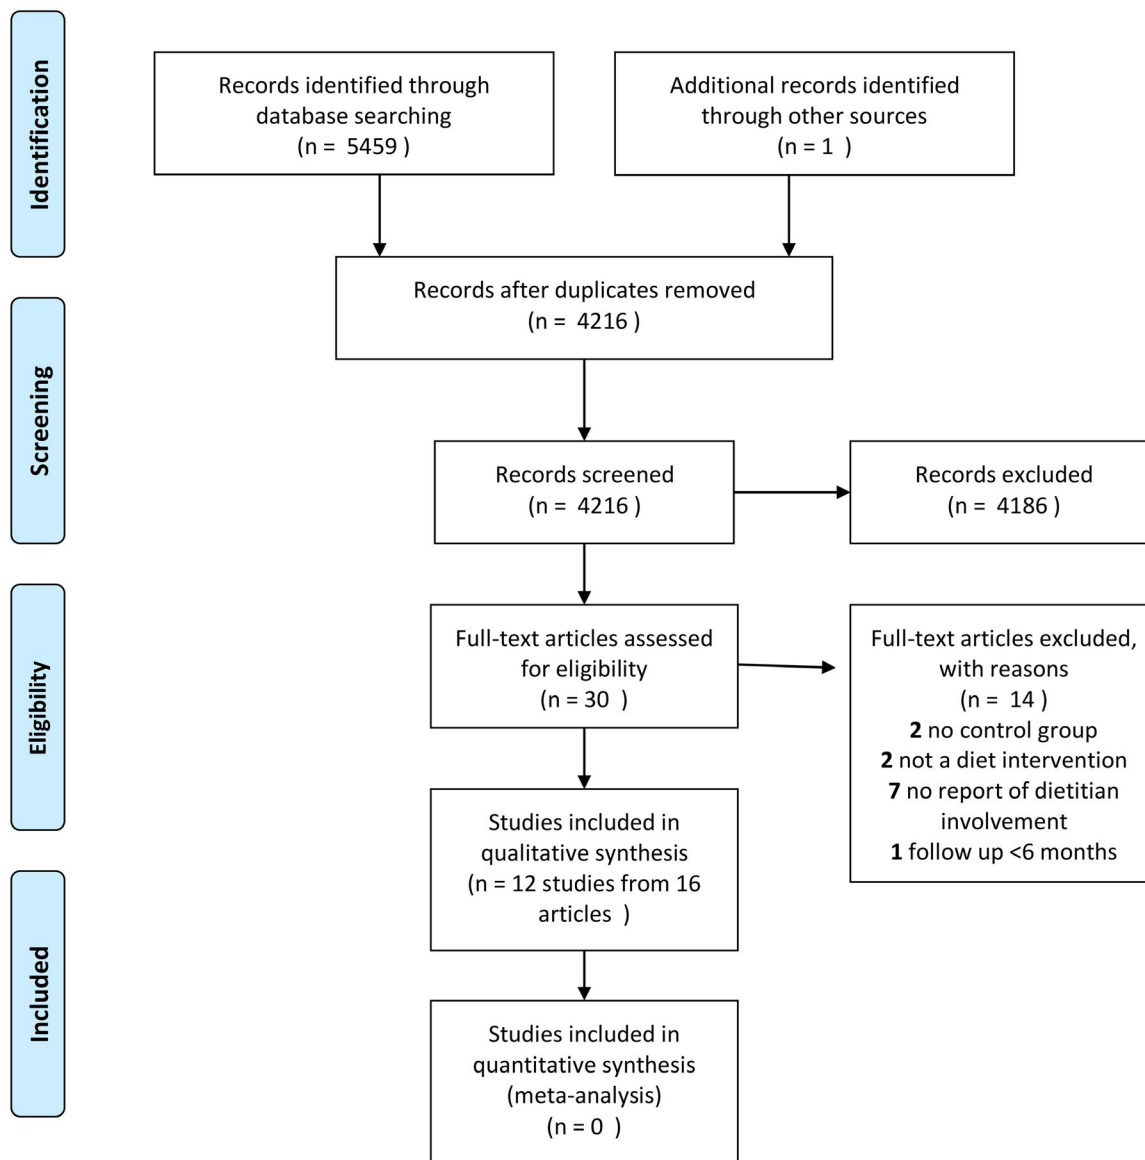 Identification
Records identified through
database searching
(n = 5459 )
Additional records identified
through other sources
(n = 1 )
Records after duplicates removed
(n = 4216 )
Screening
Records screened
(n = 4216 )
Records excluded
(n = 4186 )
Eligibility
Full-text articles assessed
for eligibility
(n = 30 )
Full-text articles excluded,
with reasons
(n = 14 )
2 no control group
2 not a diet intervention
7 no report of dietitian
involvement
1 follow up <6 months
Studies included in
qualitative synthesis
(n = 12 studies from 16
articles )
Included
Studies included in
quantitative synthesis
(meta-analysis)
(n = 0 )